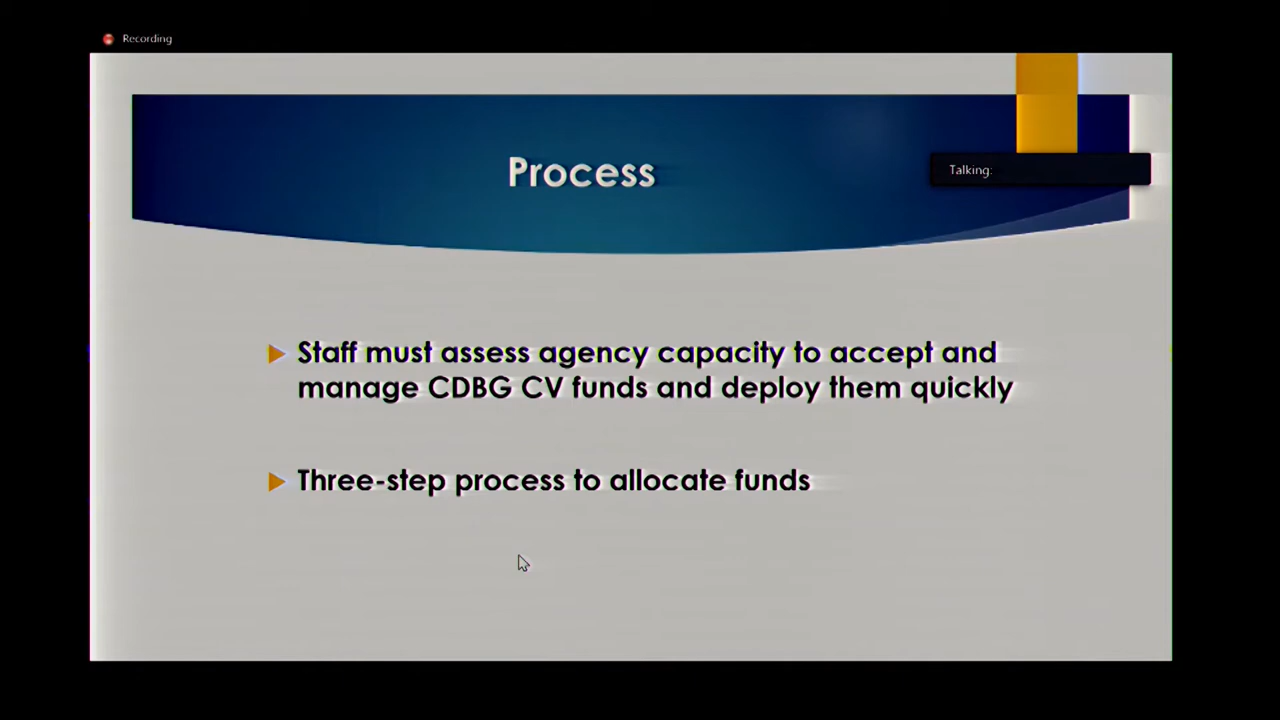 Recording
Process
Talking:
Staff must assess agency capacity to accept and
manage CDBG CV funds and deploy them quickly
Three-step process to allocate funds